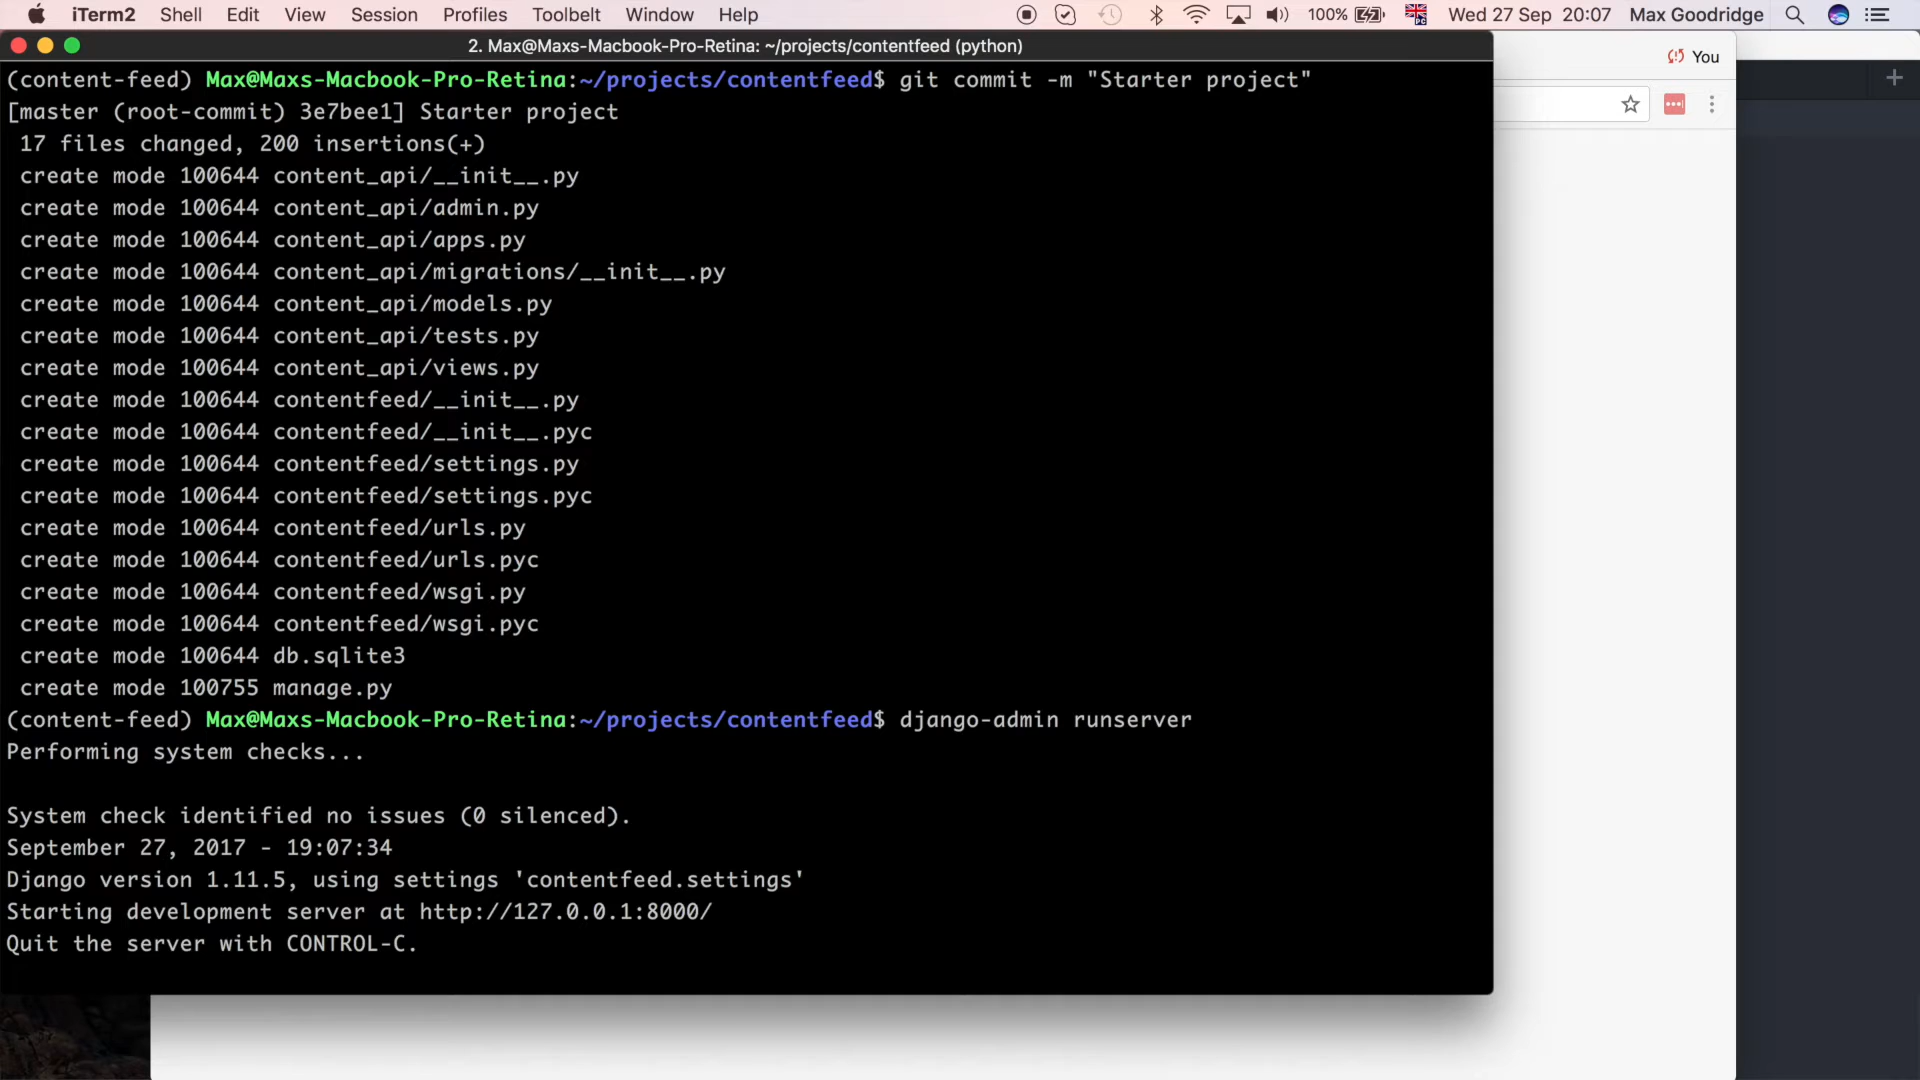 iTerm2 Shell Edit View Session Profiles Toolbelt Window Help 100% Wed 27 Sep 20:07 Max Goodridge
2. Max@Maxs-Macbook-Pro-Retina: ~/projects/contentfeed (python)
You
(content-feed) Max@Maxs-Macbook-Pro-Retina:~/projects/contentfeed$ git commit -m "Starter project"
[master (root-commit) 3e7bee1] Starter project
17 files changed, 200 insertions(+)
create mode 100644 content_api/__init__.py
create mode 100644 content_api/admin.py
create mode 100644 content_api/apps.py
create mode 100644 content_api/migrations/__init__.py
create mode 100644 content_api/models.py
create mode 100644 content_api/tests.py
create mode 100644 content_api/views.py
create mode 100644 contentfeed/__init__.py
create mode 100644 contentfeed/__init__.pyc
create mode 100644 contentfeed/settings.py
create mode 100644 contentfeed/settings.pyc
create mode 100644 contentfeed/urls.py
create mode 100644 contentfeed/urls.pyc
create mode 100644 contentfeed/wsgi.py
create mode 100644 contentfeed/wsgi.pyc
create mode 100644 db.sqlite3
create mode 100755 manage.py
(content-feed) Max@Maxs-Macbook-Pro-Retina:~/projects/contentfeed$ django-admin runserver
Performing system checks...
System check identified no issues (0 silenced).
September 27, 2017 - 19:07:34
Django version 1.11.5, using settings 'contentfeed.settings'
Starting development server at http://127.0.0.1:8000/
Quit the server with CONTROL-C.